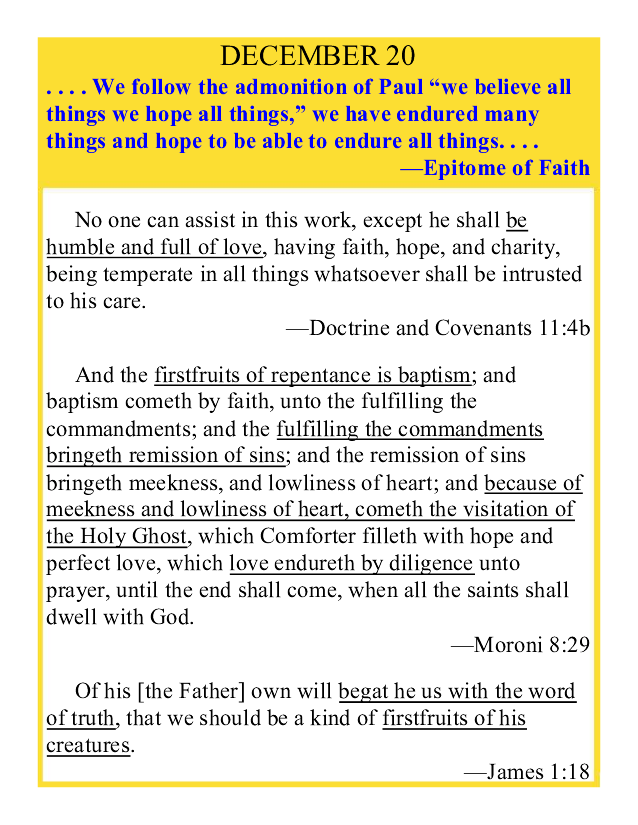 DECEMBER 20
. . . . We follow the admonition of Paul “we believe all
things we hope all things,” we have endured many
things and hope to be able to endure all things. . . .
—Epitome of Faith
No one can assist in this work, except he shall be
humble and full of love, having faith, hope, and charity,
being temperate in all things whatsoever shall be intrusted
to his care.
—Doctrine and Covenants 11:4b
And the firstfruits of repentance is baptism; and
baptism cometh by faith, unto the fulfilling the
commandments; and the fulfilling the commandments
bringeth remission of sins; and the remission of sins
bringeth meekness, and lowliness of heart; and because of
meekness and lowliness of heart, cometh the visitation of
the Holy Ghost, which Comforter filleth with hope and
perfect love, which love endureth by diligence unto
prayer, until the end shall come, when all the saints shall
dwell with God.
—Moroni 8:29
Of his [the Father] own will begat he us with the word
of truth, that we should be a kind of firstfruits of his
creatures.
—James 1:18